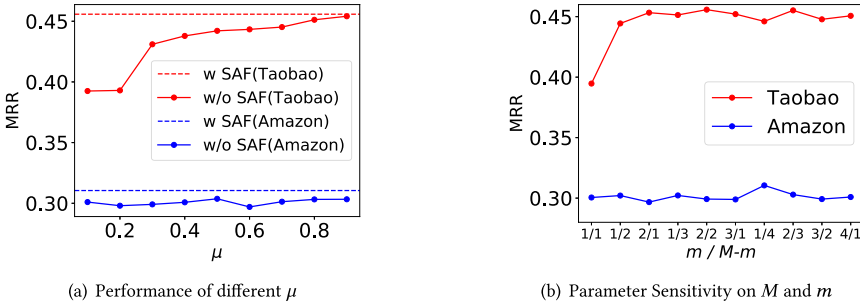 0.45
0.40
0.35
0.30
MRR
w SAF(Taobao)
w/o SAF(Taobao)
w SAF(Amazon)
w/o SAF(Amazon)
0.2 0.4 0.6 0.8
μ
(a) Performance of different μ
0.45
0.40
0.35
0.30
MRR
Taobao
Amazon
1/1 1/2 2/1 1/3 2/2 3/1 1/4 2/3 3/2 4/1
m / M-m
(b) Parameter Sensitivity on M and m